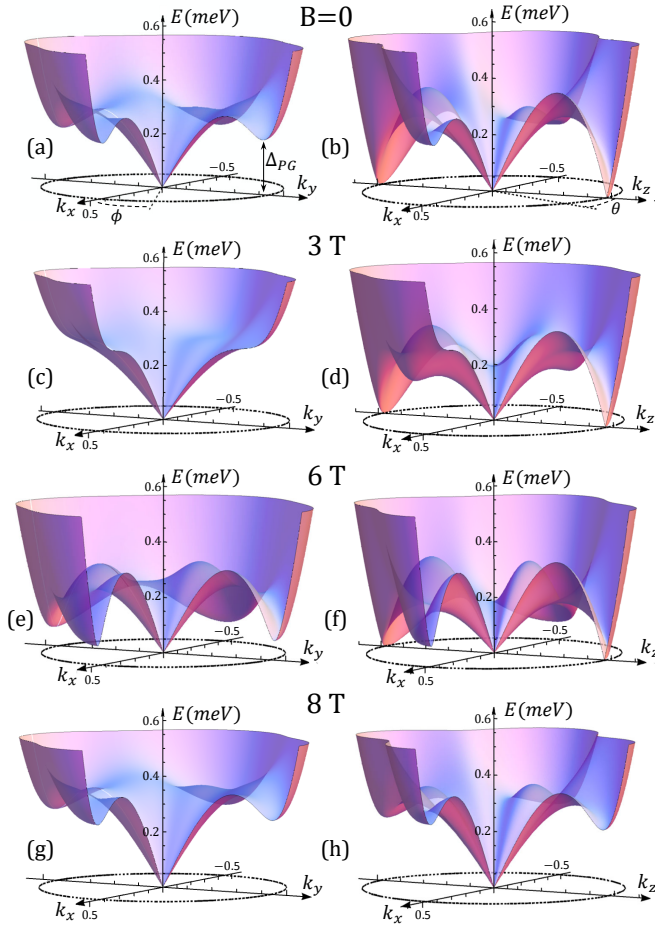 E(meV) B=0 E(meV)
0.6 0.6
0.4 0.4
(a) 0.2 (b) 0.2
Δ_PG
−0.5 k_y −0.5 k_z
k_x 0.5 ϕ k_x 0.5 θ
E(meV) 3 T E(meV)
0.6 0.6
0.4 0.4
(c) 0.2 (d) 0.2
−0.5 k_y −0.5 k_z
k_x 0.5 k_x 0.5
E(meV) 6 T E(meV)
0.6 0.6
0.4 0.4
(e) 0.2 (f) 0.2
−0.5 k_y −0.5 k_z
k_x 0.5 k_x 0.5
E(meV) 8 T E(meV)
0.6 0.6
0.4 0.4
(g) 0.2 (h) 0.2
−0.5 k_y −0.5 k_z
k_x 0.5 k_x 0.5